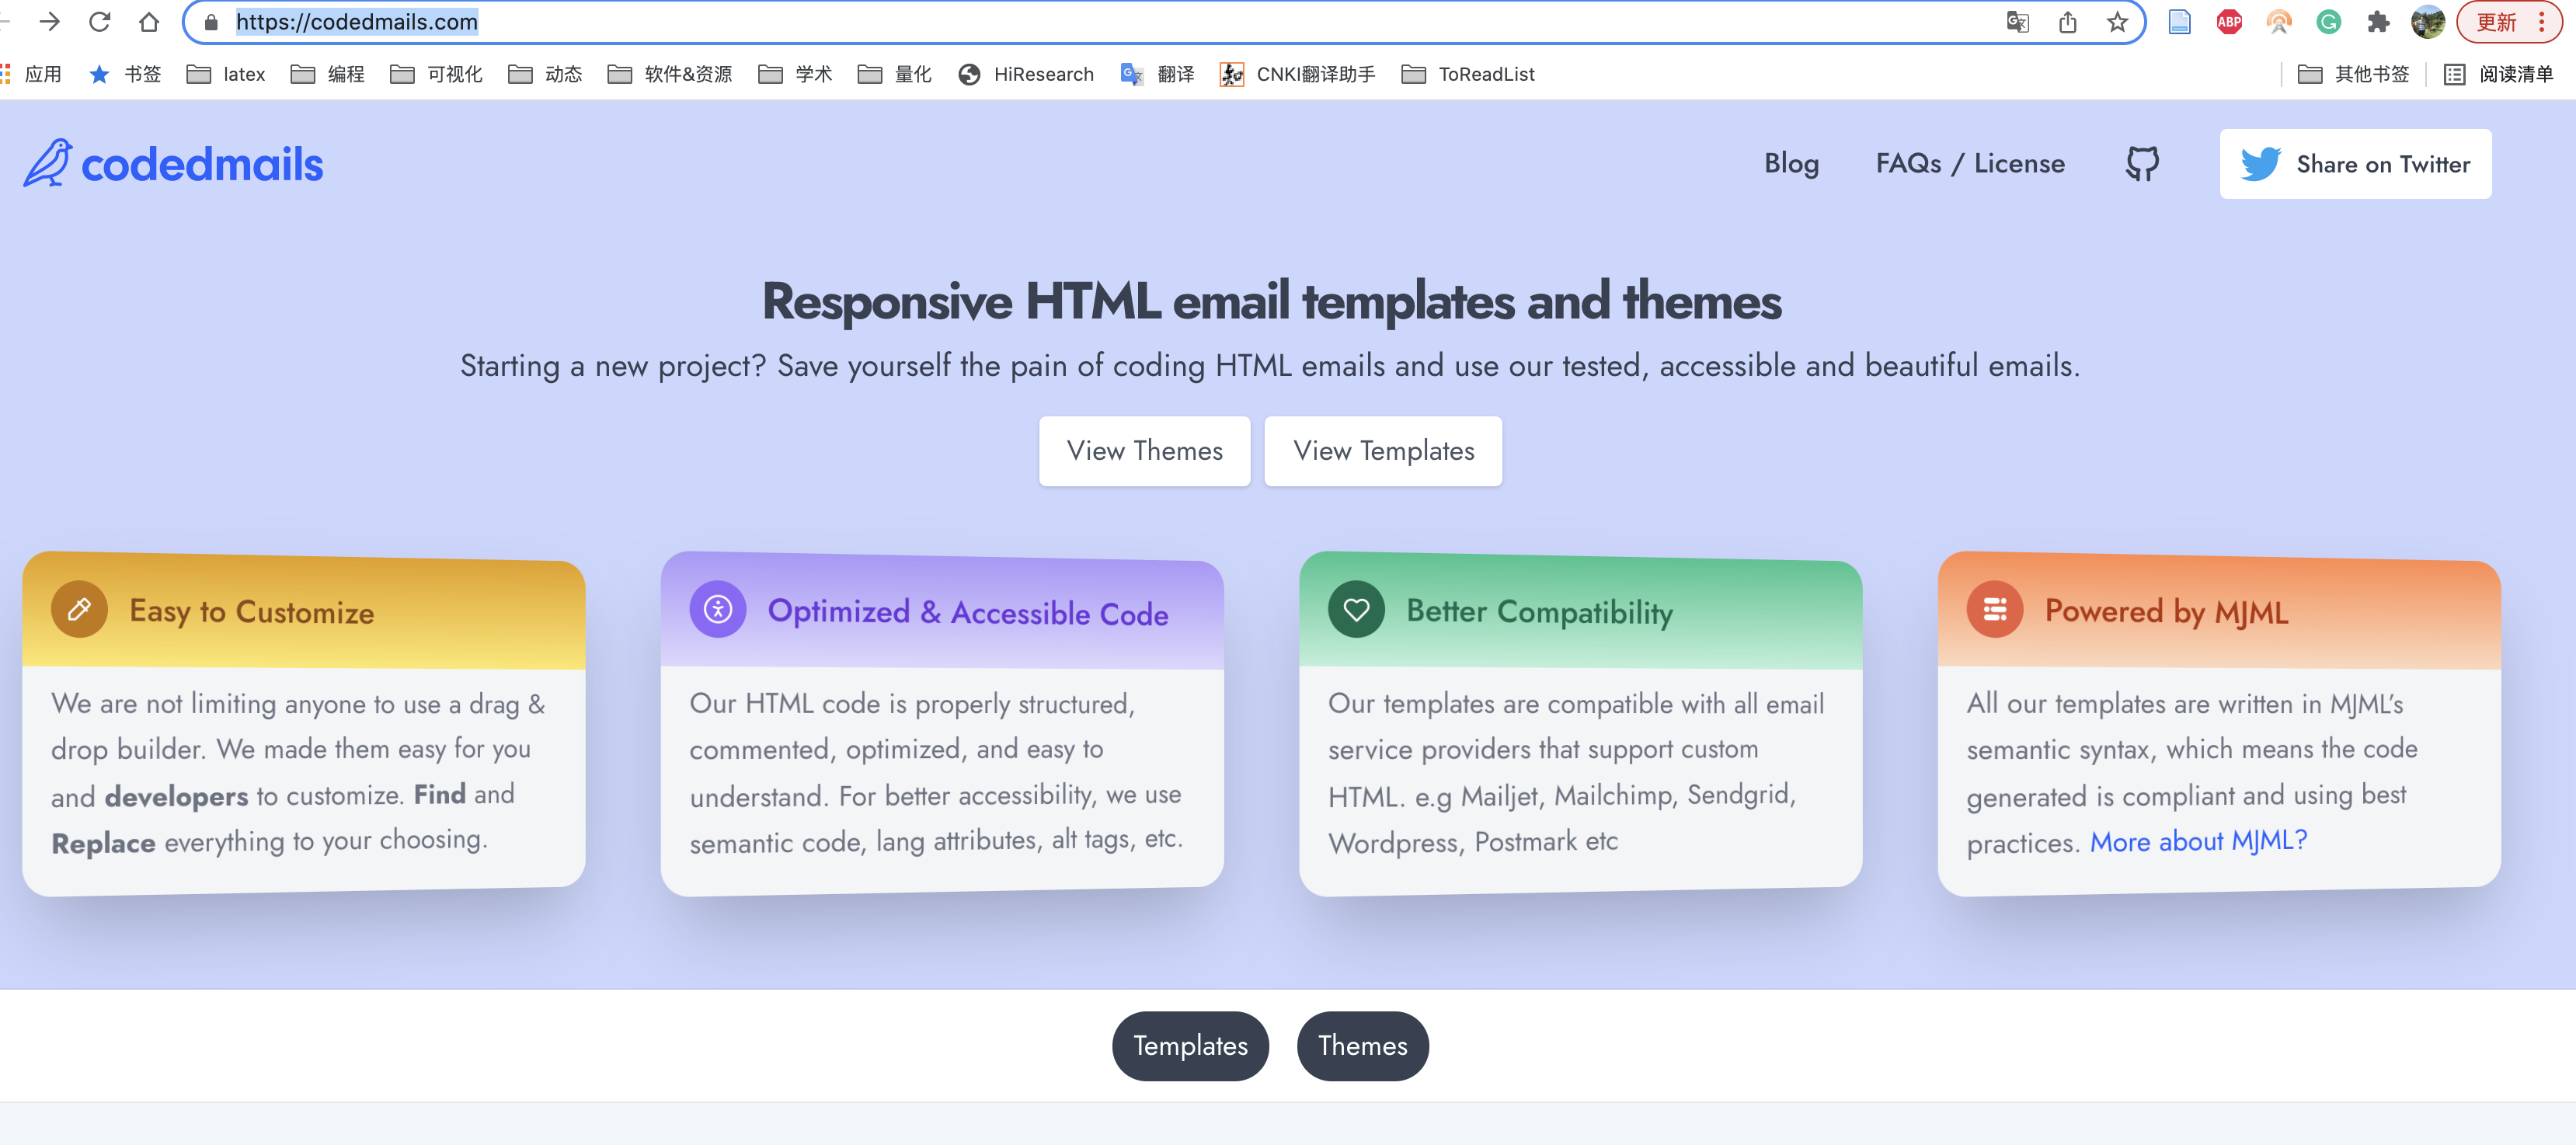 https://codedmails.com
ABP
更新
应用
书签
latex
编程
可视化
动态
软件&资源
学术
量化
HiResearch
翻译
CNKI翻译助手
ToReadList
其他书签
阅读清单
codedmails
Blog
FAQs / License
Share on Twitter
Responsive HTML email templates and themes
Starting a new project? Save yourself the pain of coding HTML emails and use our tested, accessible and beautiful emails.
View Themes
View Templates
Easy to Customize
We are not limiting anyone to use a drag &
drop builder. We made them easy for you
and developers to customize. Find and
Replace everything to your choosing.
Optimized & Accessible Code
Our HTML code is properly structured,
commented, optimized, and easy to
understand. For better accessibility, we use
semantic code, lang attributes, alt tags, etc.
Better Compatibility
Our templates are compatible with all email
service providers that support custom
HTML. e.g Mailjet, Mailchimp, Sendgrid,
Wordpress, Postmark etc
Powered by MJML
All our templates are written in MJML’s
semantic syntax, which means the code
generated is compliant and using best
practices. More about MJML?
Templates
Themes